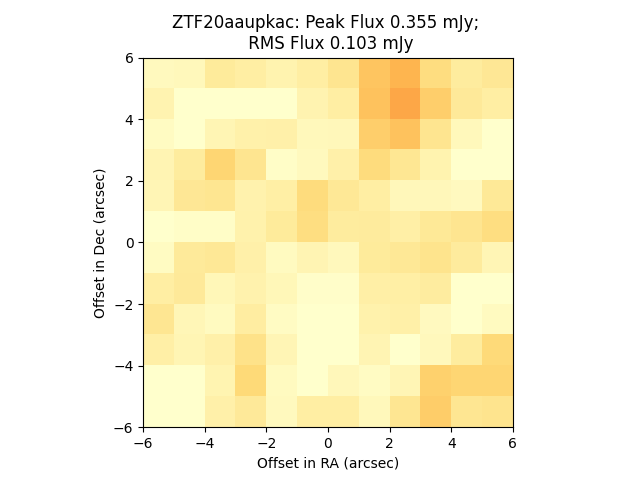 ZTF20aaupkac: Peak Flux 0.355 mJy;
RMS Flux 0.103 mJy
6
4
2
0
−2
−4
−6
Offset in Dec (arcsec)
−6 −4 −2 0 2 4 6
Offset in RA (arcsec)